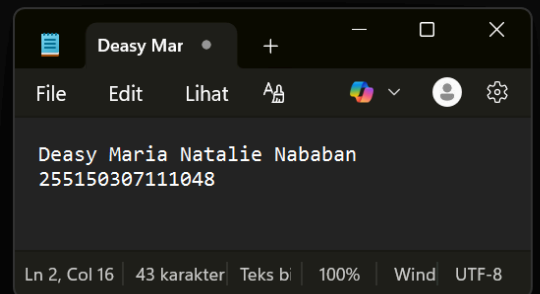 Deasy Mar
File Edit Lihat
Deasy Maria Natalie Nababan
255150307111048
Ln 2, Col 16 43 karakter Teks bi 100% Wind UTF-8